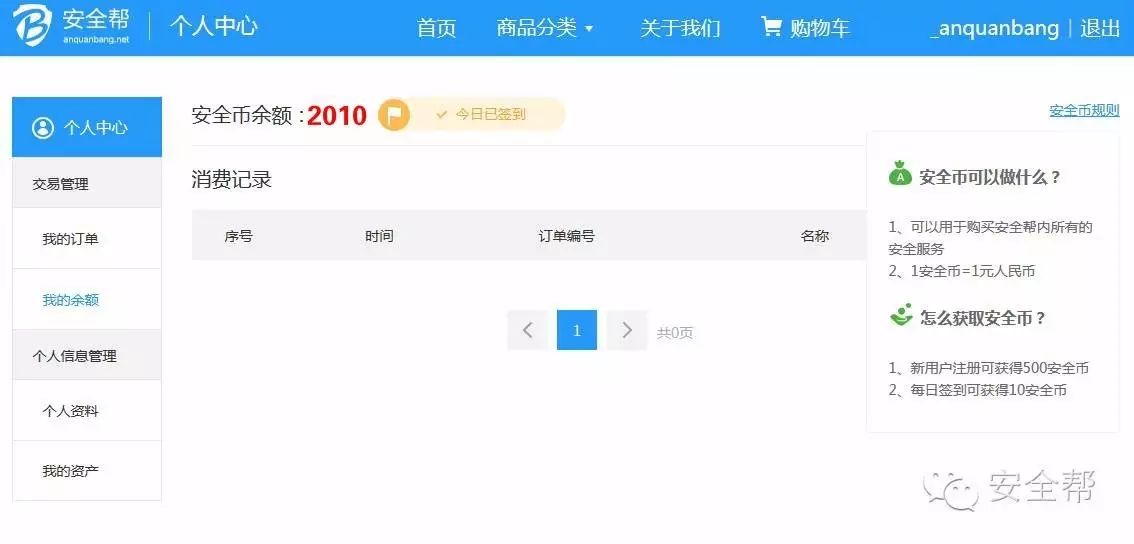 安全帮
anquanbang.net
个人中心
首页
商品分类
关于我们
购物车
_anquanbang | 退出
个人中心
交易管理
我的订单
我的余额
个人信息管理
个人资料
我的资产
安全币余额：2010
今日已签到
安全币规则
消费记录
序号 时间 订单编号 名称
1
共0页
安全币可以做什么？
1、可以用于购买安全帮内所有的
安全服务
2、1安全币=1元人民币
怎么获取安全币？
1、新用户注册可获得500安全币
2、每日签到可获得10安全币
安全帮